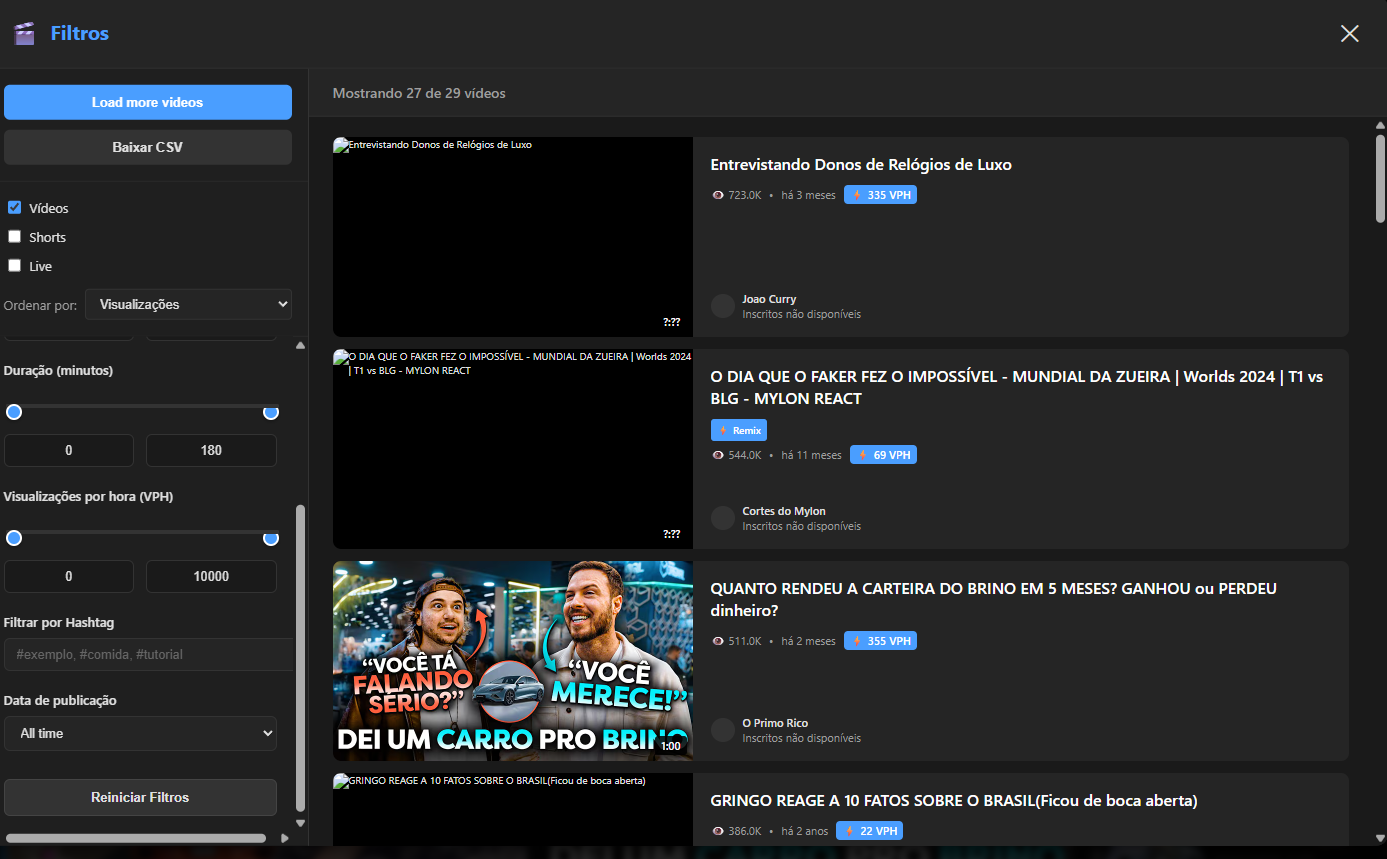 Filtros
Load more videos
Baixar CSV
Vídeos
Shorts
Live
Ordenar por: Visualizações
Duração (minutos)
0 180
Visualizações por hora (VPH)
0 10000
Filtrar por Hashtag
#exemplo, #comida, #tutorial
Data de publicação
All time
Reiniciar Filtros
Mostrando 27 de 29 vídeos
Entrevistando Donos de Relógios de Luxo
?:??
Entrevistando Donos de Relógios de Luxo
723.0K • há 3 meses 335 VPH
Joao Curry
Inscritos não disponíveis
O DIA QUE O FAKER FEZ O IMPOSSÍVEL - MUNDIAL DA ZUEIRA | Worlds 2024
| T1 vs BLG - MYLON REACT
?:??
O DIA QUE O FAKER FEZ O IMPOSSÍVEL - MUNDIAL DA ZUEIRA | Worlds 2024 | T1 vs
BLG - MYLON REACT
Remix
544.0K • há 11 meses 69 VPH
Cortes do Mylon
Inscritos não disponíveis
“VOCÊ TÁ
FALANDO
SÉRIO?”
“VOCÊ
MERECE!”
DEI UM CARRO PRO BRINO
1:00
QUANTO RENDEU A CARTEIRA DO BRINO EM 5 MESES? GANHOU ou PERDEU
dinheiro?
511.0K • há 2 meses 355 VPH
O Primo Rico
Inscritos não disponíveis
GRINGO REAGE A 10 FATOS SOBRE O BRASIL(Ficou de boca aberta)
GRINGO REAGE A 10 FATOS SOBRE O BRASIL(Ficou de boca aberta)
386.0K • há 2 anos 22 VPH